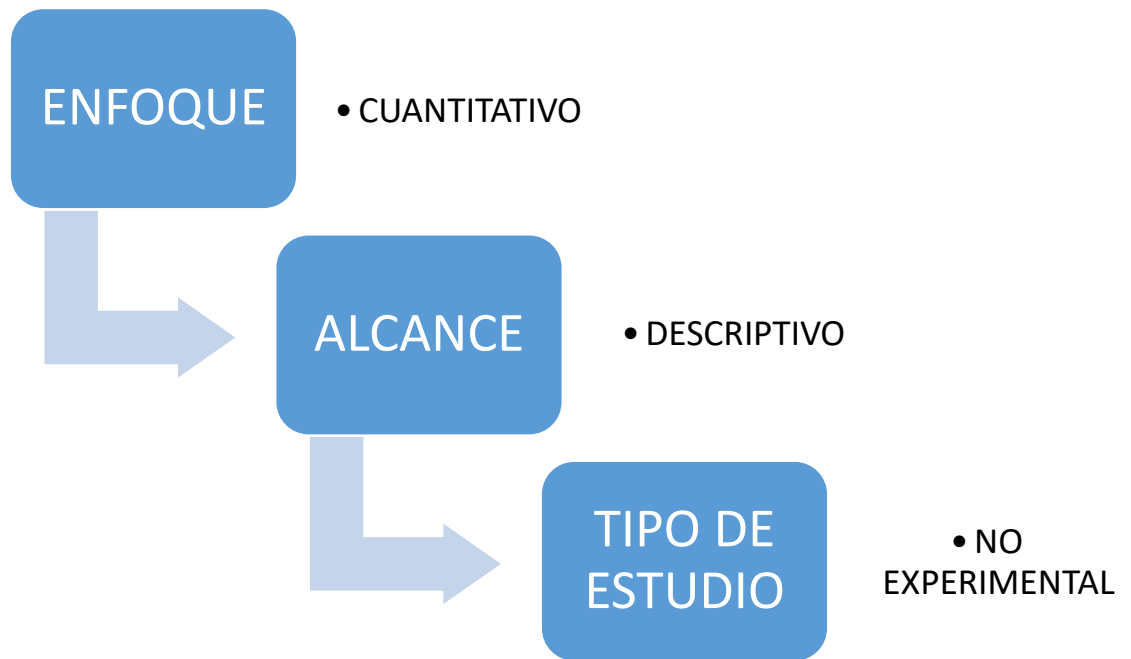 ENFOQUE
• CUANTITATIVO
ALCANCE
• DESCRIPTIVO
TIPO DE
ESTUDIO
• NO
EXPERIMENTAL